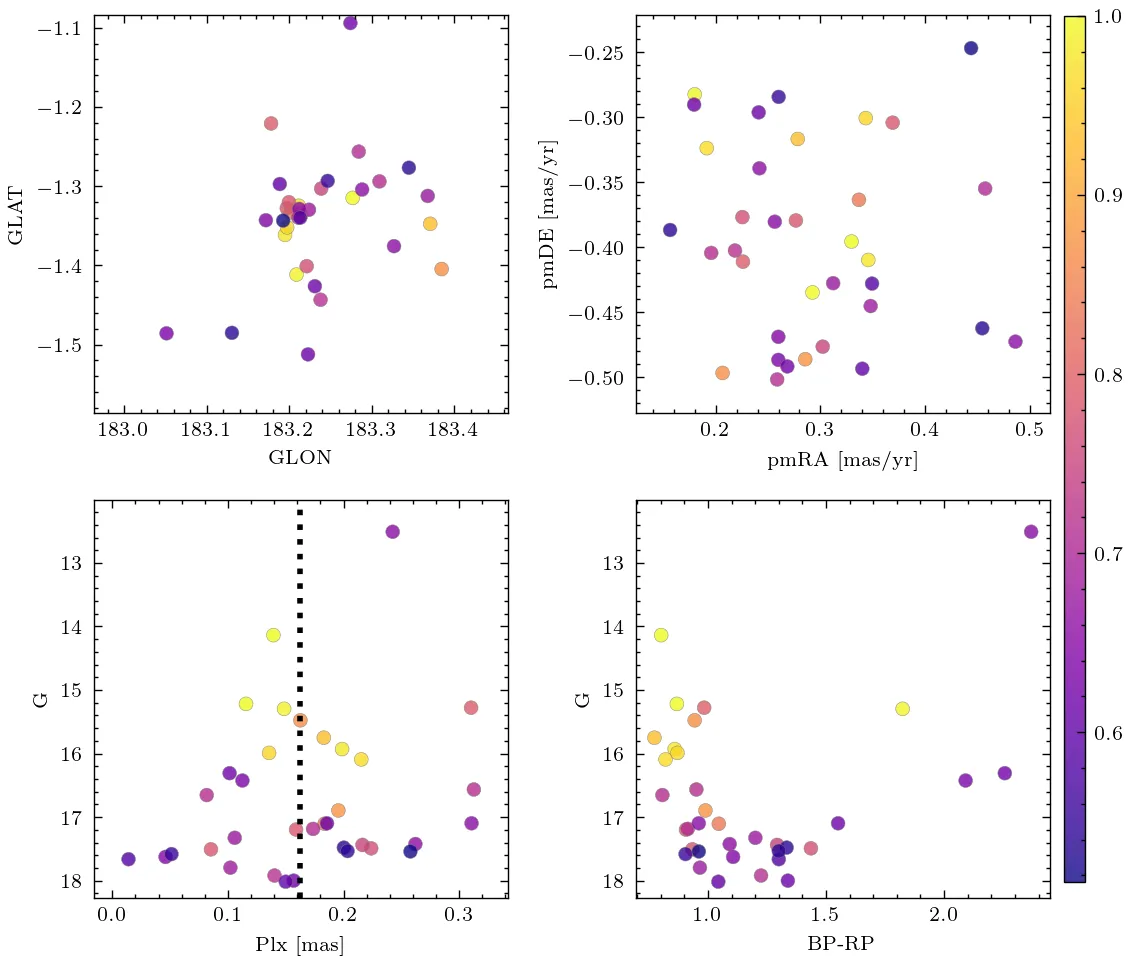 −1.1
−1.2
−1.3
−1.4
−1.5
GLAT
183.0 183.1 183.2 183.3 183.4
GLON
−0.25
−0.30
−0.35
−0.40
−0.45
−0.50
pmDE [mas/yr]
0.2 0.3 0.4 0.5
pmRA [mas/yr]
13
14
15
16
17
18
G
0.0 0.1 0.2 0.3
Plx [mas]
13
14
15
16
17
18
G
1.0 1.5 2.0
BP-RP
1.0
0.9
0.8
0.7
0.6